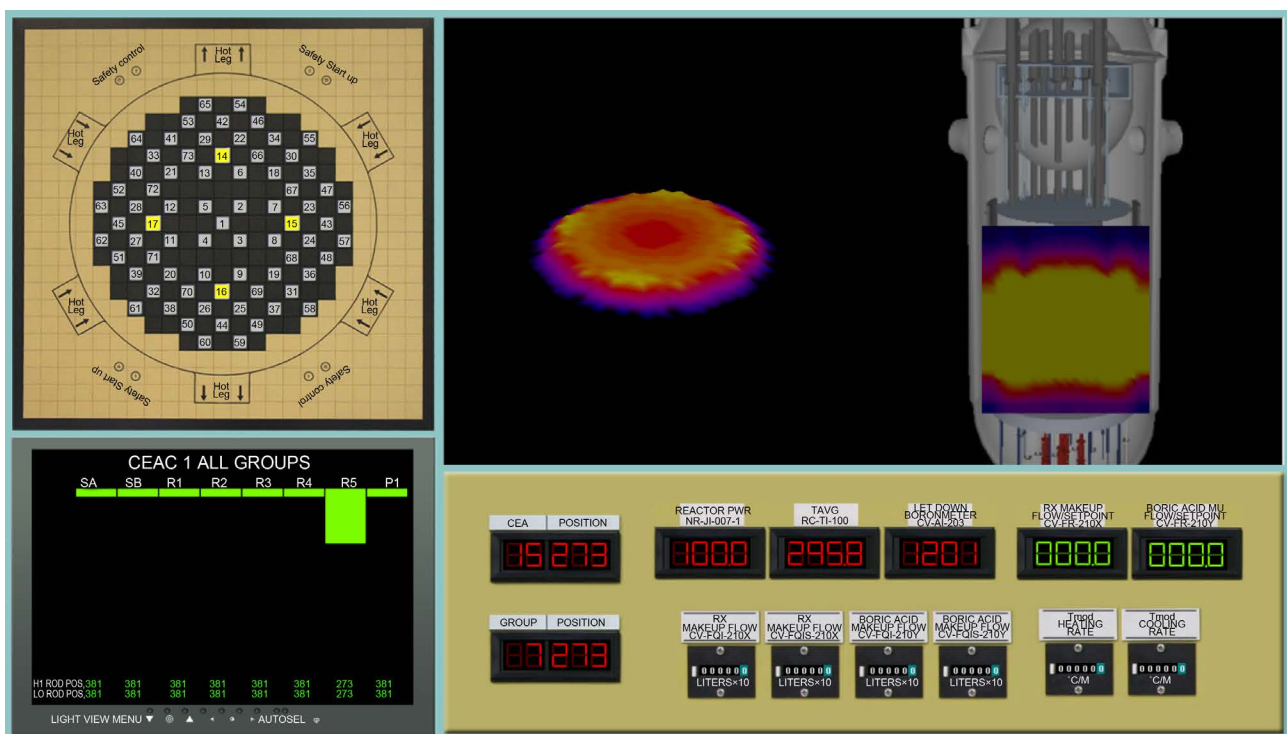 Safety control
Hot
Leg
Safety Start up
65 54
53 42 46
64 41 29 22 34 55
Hot
Leg
33 73 14 66 30
Hot
Leg
40 21 13 6 18 35
52 72 67 47
63 28 12 5 2 7 23 56
45 17 1 15 43
62 27 11 4 3 8 24 57
51 71 68 48
39 20 10 9 19 36
Hot
Leg
32 70 16 69 31
Hot
Leg
61 38 26 25 37 58
50 44 49
60 59
Safety Start up
Hot
Leg
Safety control
CEAC 1 ALL GROUPS
SA SB R1 R2 R3 R4 R5 P1
H1 ROD POS, 381 381 381 381 381 381 273 381
LO ROD POS, 381 381 381 381 381 381 273 381
LIGHT VIEW MENU AUTOSEL
CEA POSITION
15 273
GROUP POSITION
1 273
REACTOR PWR
NR-JI-007-1
100.0
TAVG
RC-TI-100
295.8
LET DOWN
BORONMETER
CV-AI-203
1201
RX MAKEUP
FLOW/SETPOINT
CV-FR-210X
000.0
BORIC ACID MU
FLOW/SETPOINT
CV-FR-210Y
000.0
RX
MAKEUP FLOW
CV-FQI-210X
000000
LITERS×10
RX
MAKEUP FLOW
CV-FQIS-210X
000000
LITERS×10
BORIC ACID
MAKEUP FLOW
CV-FQI-210Y
000000
LITERS×10
BORIC ACID
MAKEUP FLOW
CV-FQIS-210Y
000000
LITERS×10
Tmod
HEATING
RATE
000000
°C/M
Tmod
COOLING
RATE
000000
°C/M